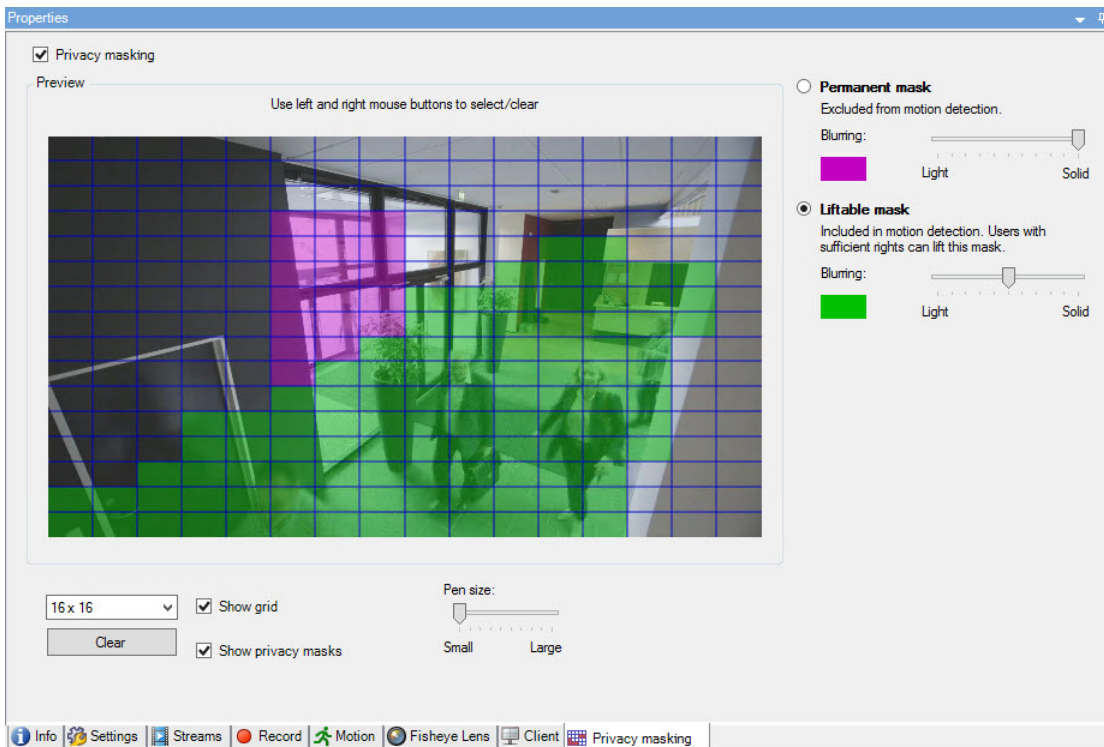 Properties
Privacy masking
Preview
Use left and right mouse buttons to select/clear
Permanent mask
Excluded from motion detection.
Blurring:
Light
Solid
Liftable mask
Included in motion detection. Users with
sufficient rights can lift this mask.
Blurring:
Light
Solid
16 x 16
Show grid
Pen size:
Clear
Show privacy masks
Small
Large
Info
Settings
Streams
Record
Motion
Fisheye Lens
Client
Privacy masking